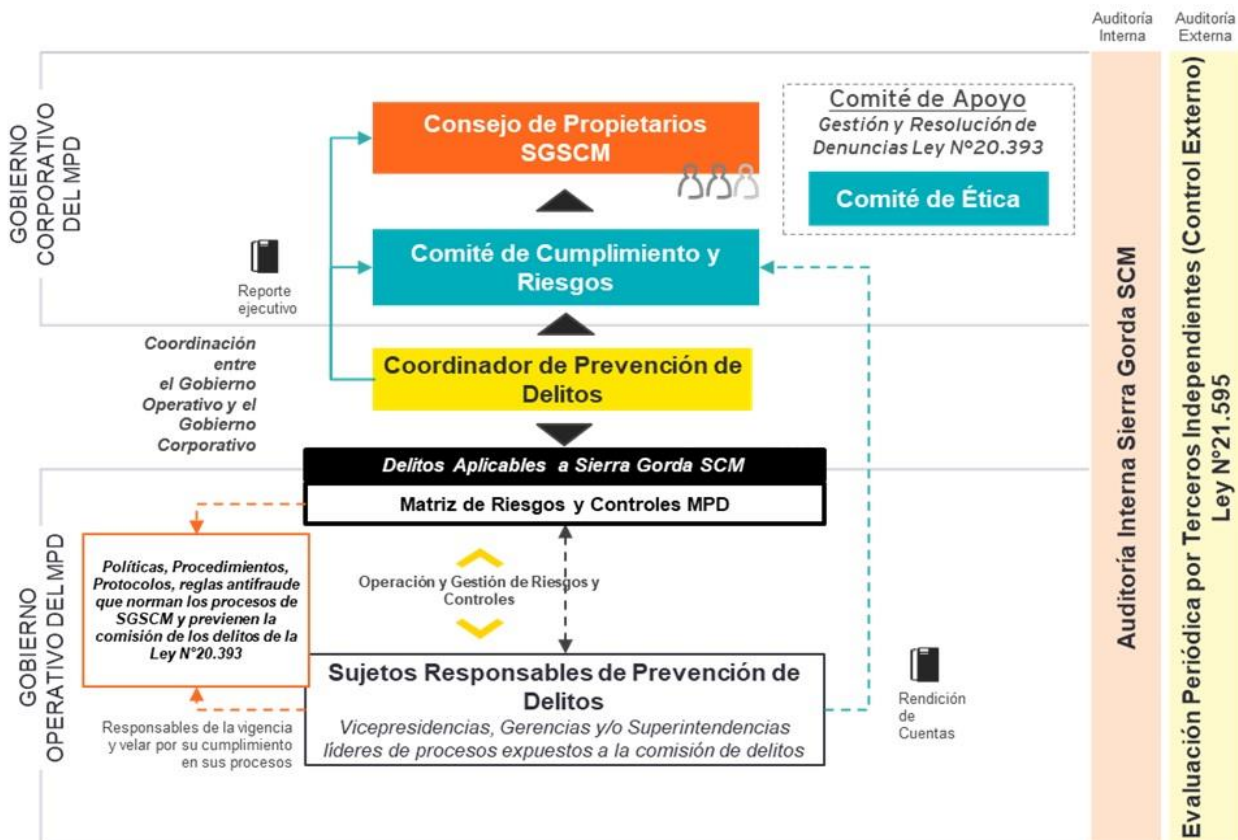 Auditoría
Interna
Auditoría
Externa
GOBIERNO
CORPORATIVO
DEL MPD
Consejo de Propietarios
SGSCM
Comité de Apoyo
Gestión y Resolución de
Denuncias Ley N°20.393
Comité de Ética
Comité de Cumplimiento y
Riesgos
Reporte
ejecutivo
Coordinación
entre
el Gobierno
Operativo y el
Gobierno
Corporativo
Coordinador de Prevención de
Delitos
Delitos Aplicables a Sierra Gorda SCM
Matriz de Riesgos y Controles MPD
GOBIERNO
OPERATIVO DEL MPD
Políticas, Procedimientos,
Protocolos, reglas antifraude
que norman los procesos de
SGSCM y previenen la
comisión de los delitos de la
Ley N°20.393
Operación y Gestión de Riesgos y
Controles
Sujetos Responsables de Prevención de
Delitos
Vicepresidencias, Gerencias y/o Superintendencias
líderes de procesos expuestos a la comisión de delitos
Responsables de la vigencia
y velar por su cumplimiento
en sus procesos
Rendición
de
Cuentas
Auditoría Interna Sierra Gorda SCM
Evaluación Periódica por Terceros Independientes (Control Externo)
Ley N°21.595